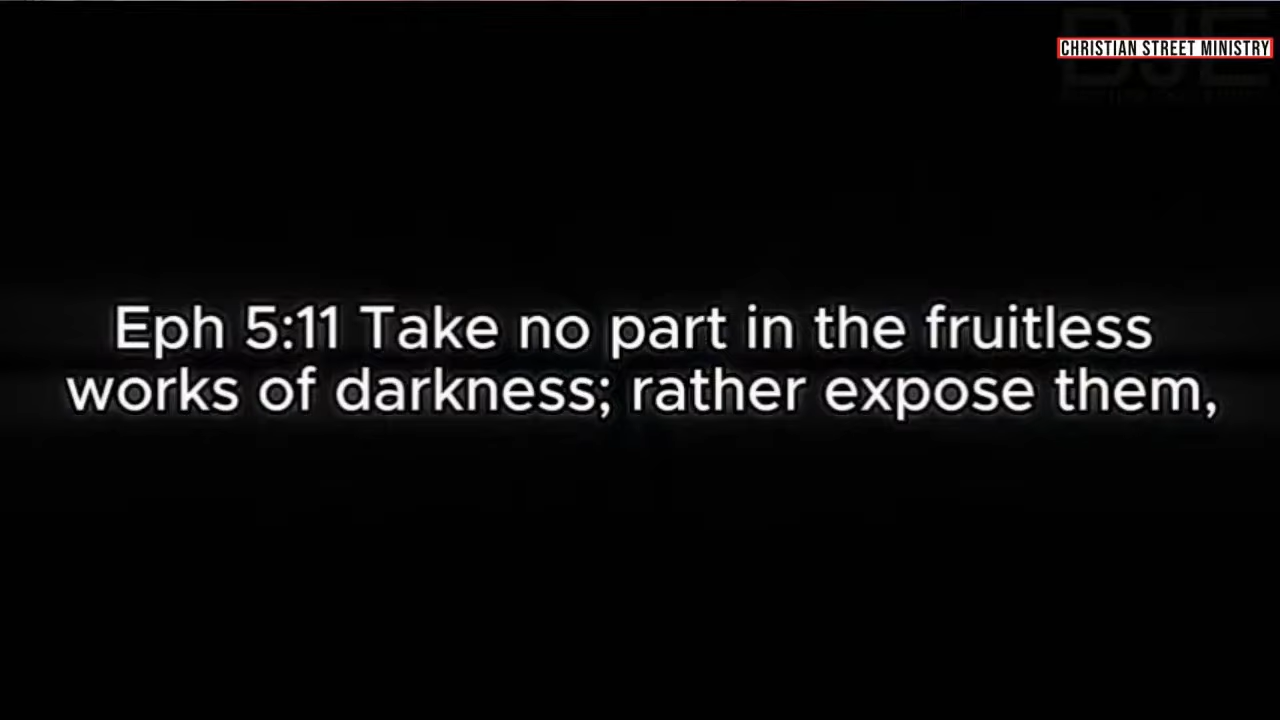 CHRISTIAN STREET MINISTRY
Eph 5:11 Take no part in the fruitless
works of darkness; rather expose them,